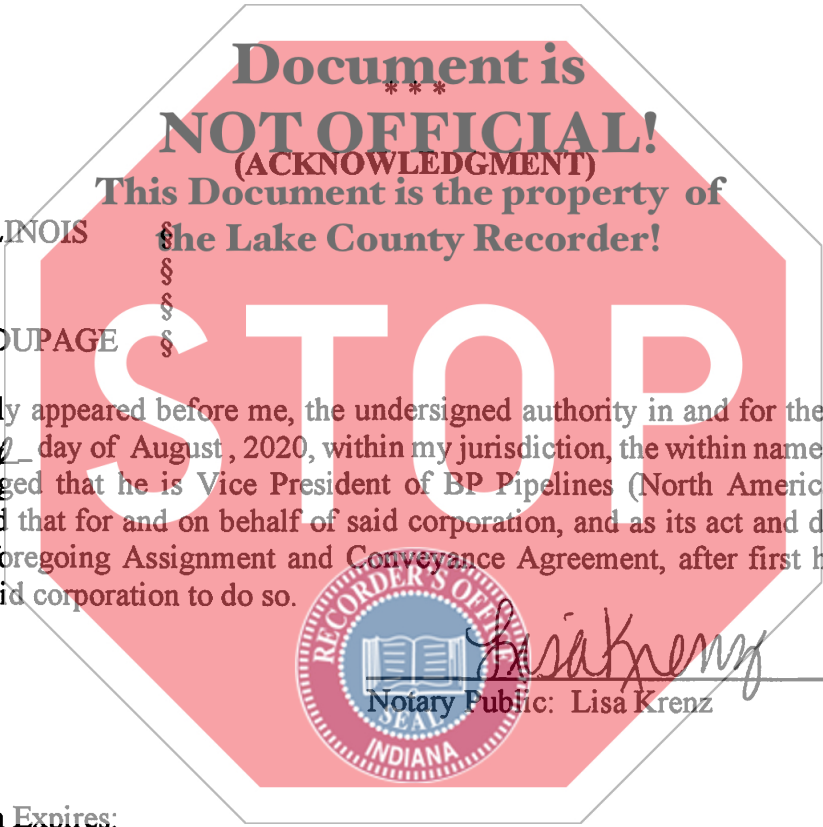 Document is
* * *
NOT OFFICIAL!
(ACKNOWLEDGMENT)
This Document is the property of
LINOIS §
the Lake County Recorder!
§
§
DUPAGE §
STOP
ly appeared before me, the undersigned authority in and for the
day of August , 2020, within my jurisdiction, the within name
ged that he is Vice President of BP Pipelines (North Americ
d that for and on behalf of said corporation, and as its act and d
oregoing Assignment and Conveyance Agreement, after first h
id corporation to do so.
RECORDER'S OFFICE
SEAL
INDIANA
Lisa Krenz
Notary Public: Lisa Krenz
n Expires: